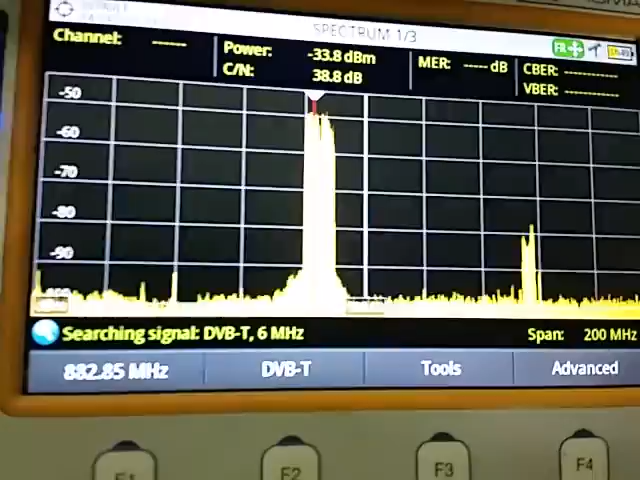 SPECTRUM 1/3
FR
Channel: -----
Power: -33.8 dBm
C/N: 38.8 dB
MER: ---- dB
CBER: ----------
VBER: ----------
-50
-60
-70
-80
-90
Searching signal: DVB-T, 6 MHz
Span: 200 MHz
882.85 MHz
DVB-T
Tools
Advanced
F1
F2
F3
F4